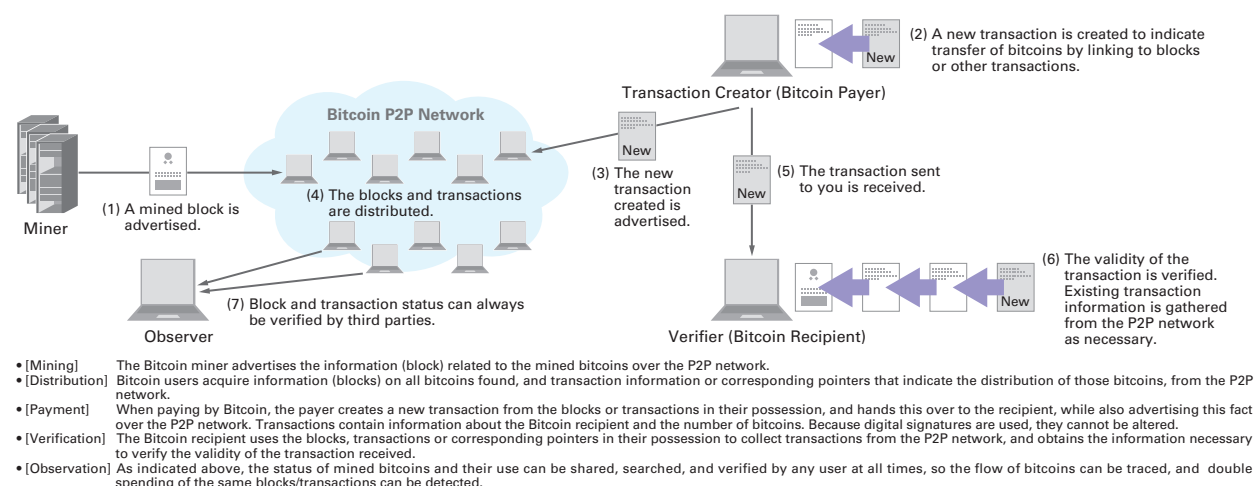 (2) A new transaction is created to indicate
transfer of bitcoins by linking to blocks
or other transactions.
New
Transaction Creator (Bitcoin Payer)
Bitcoin P2P Network
New
(3) The new
transaction
created is
advertised.
(5) The transaction sent
to you is received.
New
(4) The blocks and transactions
are distributed.
(1) A mined block is
advertised.
Miner
(6) The validity of the
transaction is verified.
Existing transaction
information is gathered
from the P2P network
as necessary.
New
(7) Block and transaction status can always
be verified by third parties.
Observer
Verifier (Bitcoin Recipient)
• [Mining] The Bitcoin miner advertises the information (block) related to the mined bitcoins over the P2P network.
• [Distribution] Bitcoin users acquire information (blocks) on all bitcoins found, and transaction information or corresponding pointers that indicate the distribution of those bitcoins, from the P2P
network.
• [Payment] When paying by Bitcoin, the payer creates a new transaction from the blocks or transactions in their possession, and hands this over to the recipient, while also advertising this fact
over the P2P network. Transactions contain information about the Bitcoin recipient and the number of bitcoins. Because digital signatures are used, they cannot be altered.
• [Verification] The Bitcoin recipient uses the blocks, transactions or corresponding pointers in their possession to collect transactions from the P2P network, and obtains the information necessary
to verify the validity of the transaction received.
• [Observation] As indicated above, the status of mined bitcoins and their use can be shared, searched, and verified by any user at all times, so the flow of bitcoins can be traced, and double
spending of the same blocks/transactions can be detected.